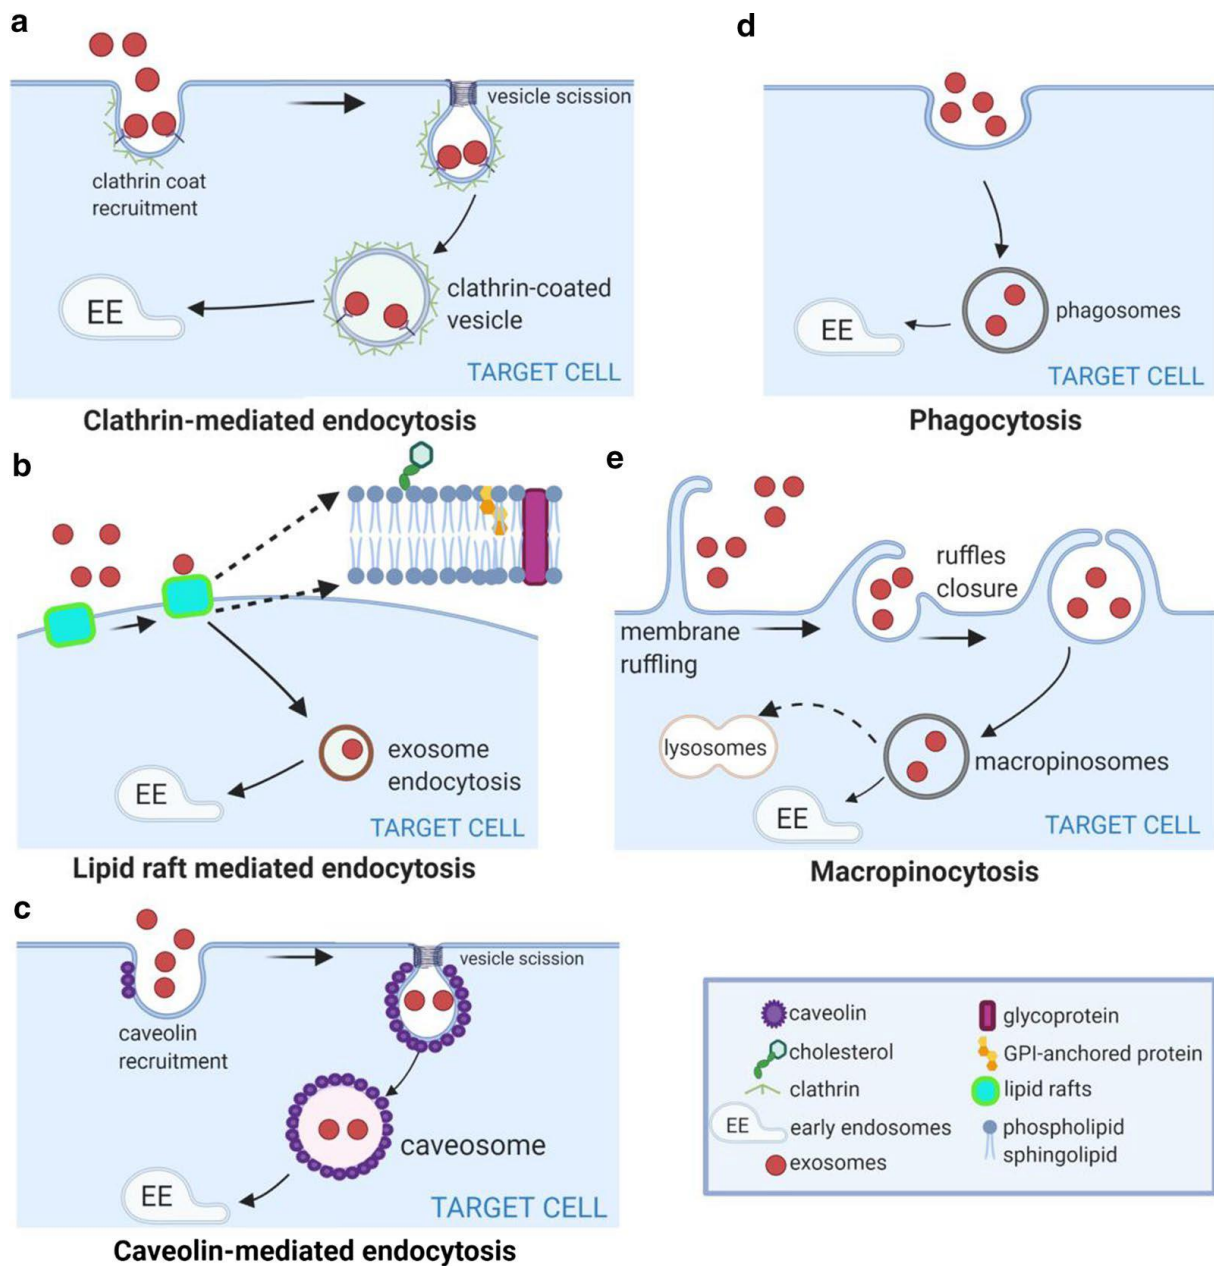 a
vesicle scission
clathrin coat
recruitment
EE
clathrin-coated
vesicle
TARGET CELL
Clathrin-mediated endocytosis
b
exosome
endocytosis
EE
TARGET CELL
Lipid raft mediated endocytosis
c
vesicle scission
caveolin
recruitment
caveosome
EE
TARGET CELL
Caveolin-mediated endocytosis
d
phagosomes
EE
TARGET CELL
Phagocytosis
e
ruffles
closure
membrane
ruffling
lysosomes
macropinosomes
EE
TARGET CELL
Macropinocytosis
caveolin
cholesterol
clathrin
EE early endosomes
exosomes
glycoprotein
GPI-anchored protein
lipid rafts
phospholipid
sphingolipid